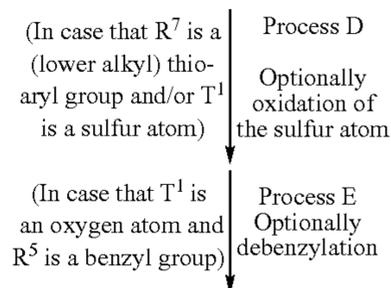 (In case that R⁷ is a
(lower alkyl) thio-
aryl group and/or T¹
is a sulfur atom)
Process D
Optionally
oxidation of
the sulfur atom
(In case that T¹ is
an oxygen atom and
R⁵ is a benzyl group)
Process E
Optionally
debenzylation